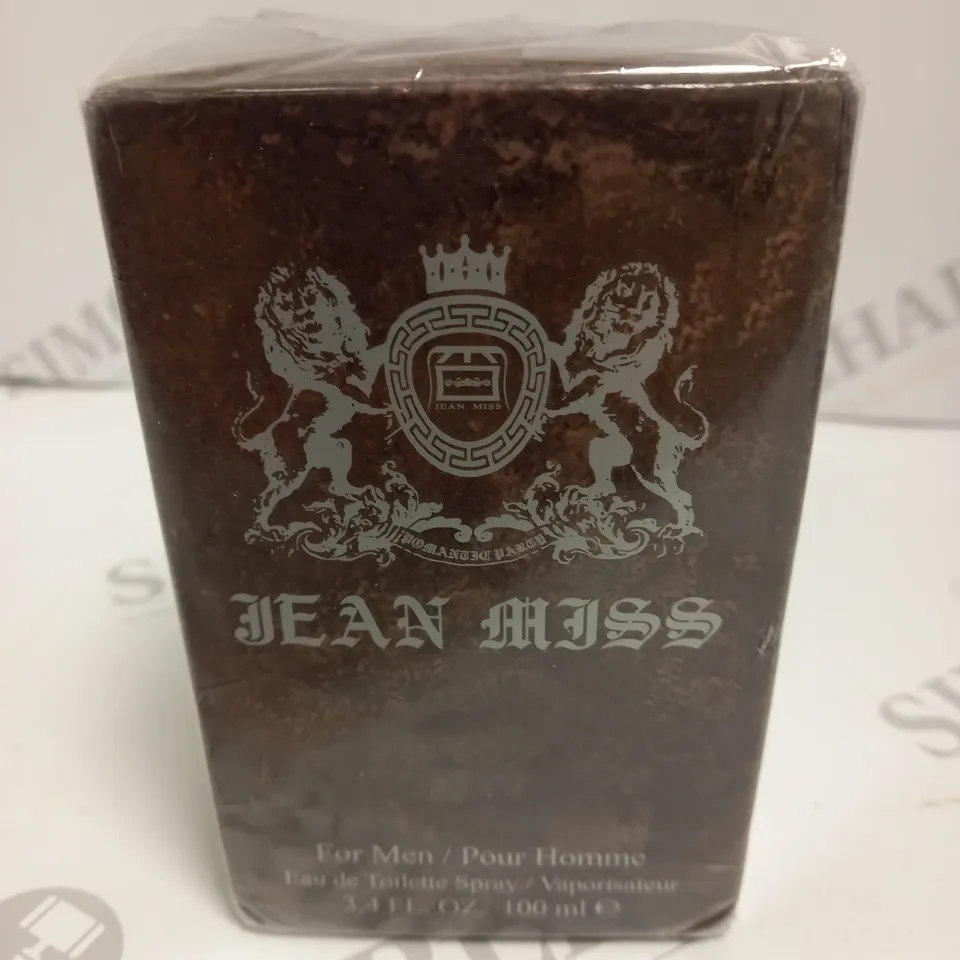 JEAN MISS
POMANTIC PARTY
JEAN MISS
For Men / Pour Homme
Eau de Toilette Spray / Vaporisateur
3,4 FL. OZ. 100 ml ℮